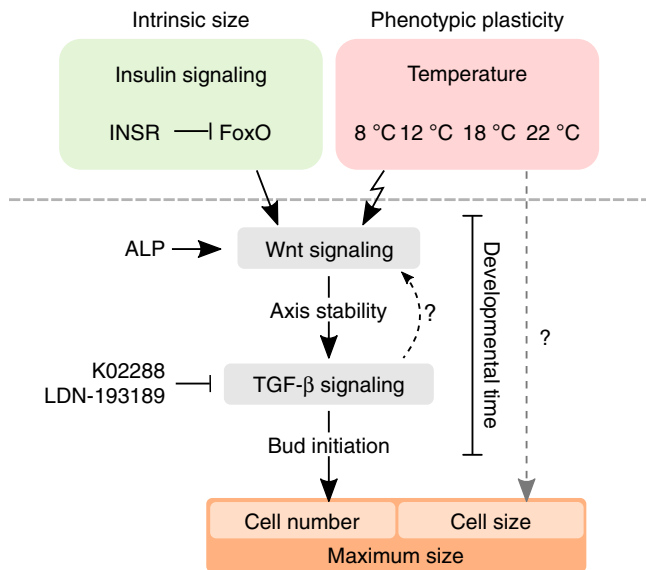 Intrinsic size
Phenotypic plasticity
Insulin signaling
INSR FoxO
Temperature
8 °C 12 °C 18 °C 22 °C
ALP
Wnt signaling
Axis stability
?
Developmental time
?
K02288
LDN-193189
TGF-β signaling
Bud initiation
Cell number
Cell size
Maximum size